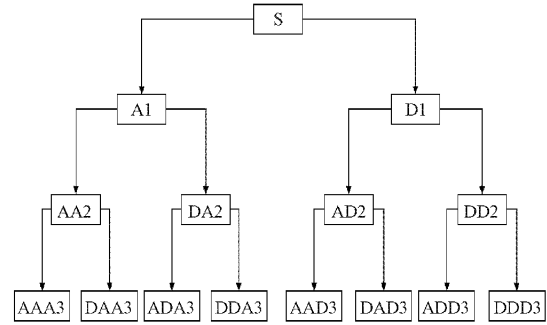 S
A1 D1
AA2 DA2 AD2 DD2
AAA3 DAA3 ADA3 DDA3 AAD3 DAD3 ADD3 DDD3